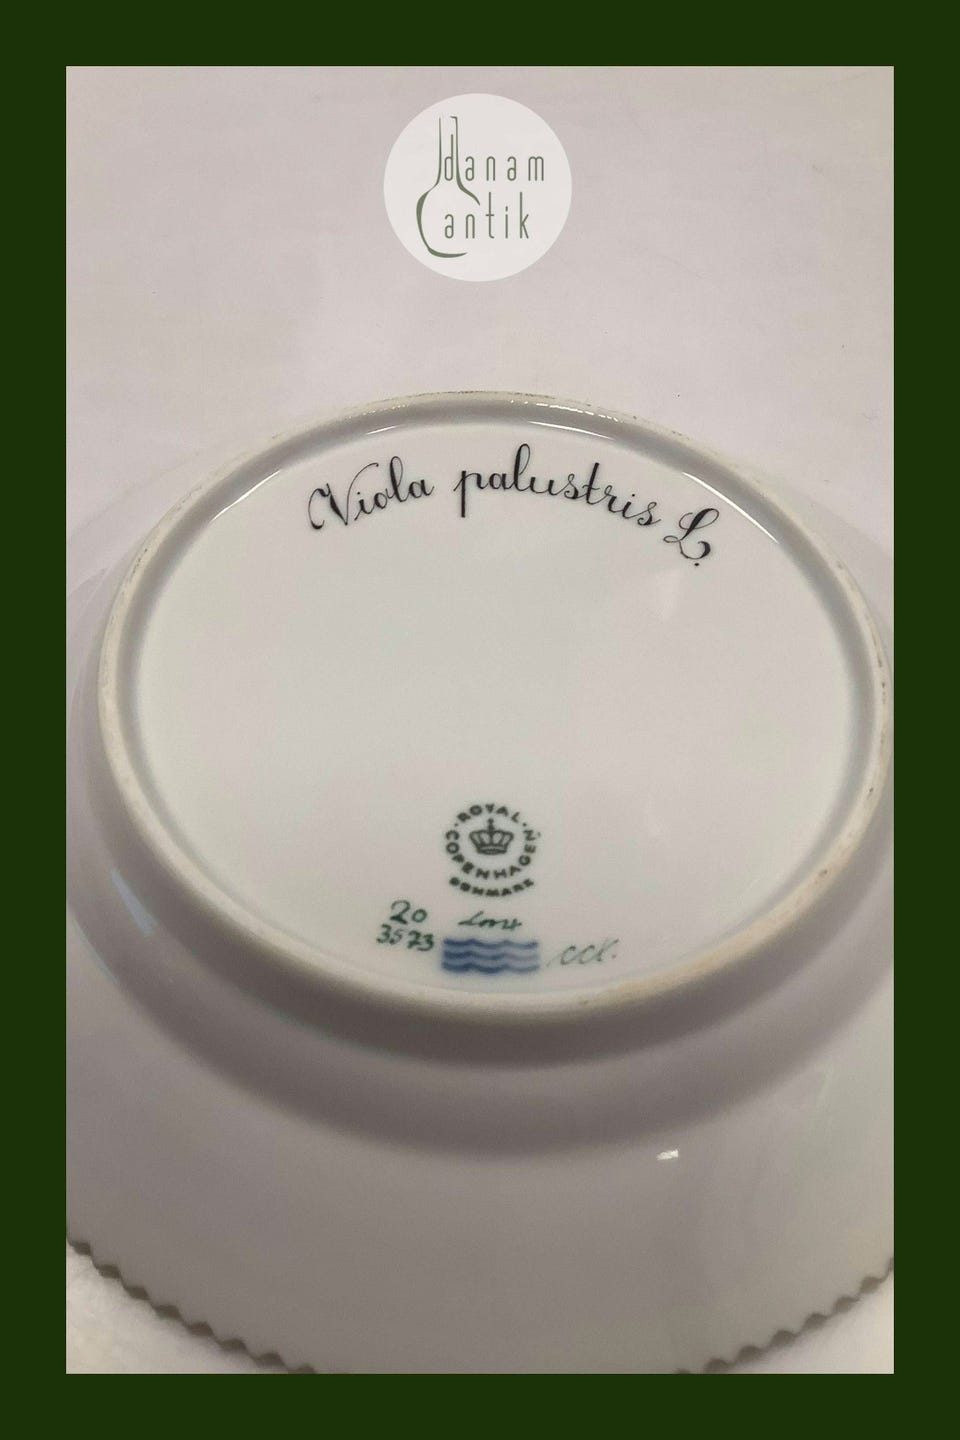 danam
antik
Viola palustris L.
ROYAL
COPENHAGEN
DENMARK
20
3573